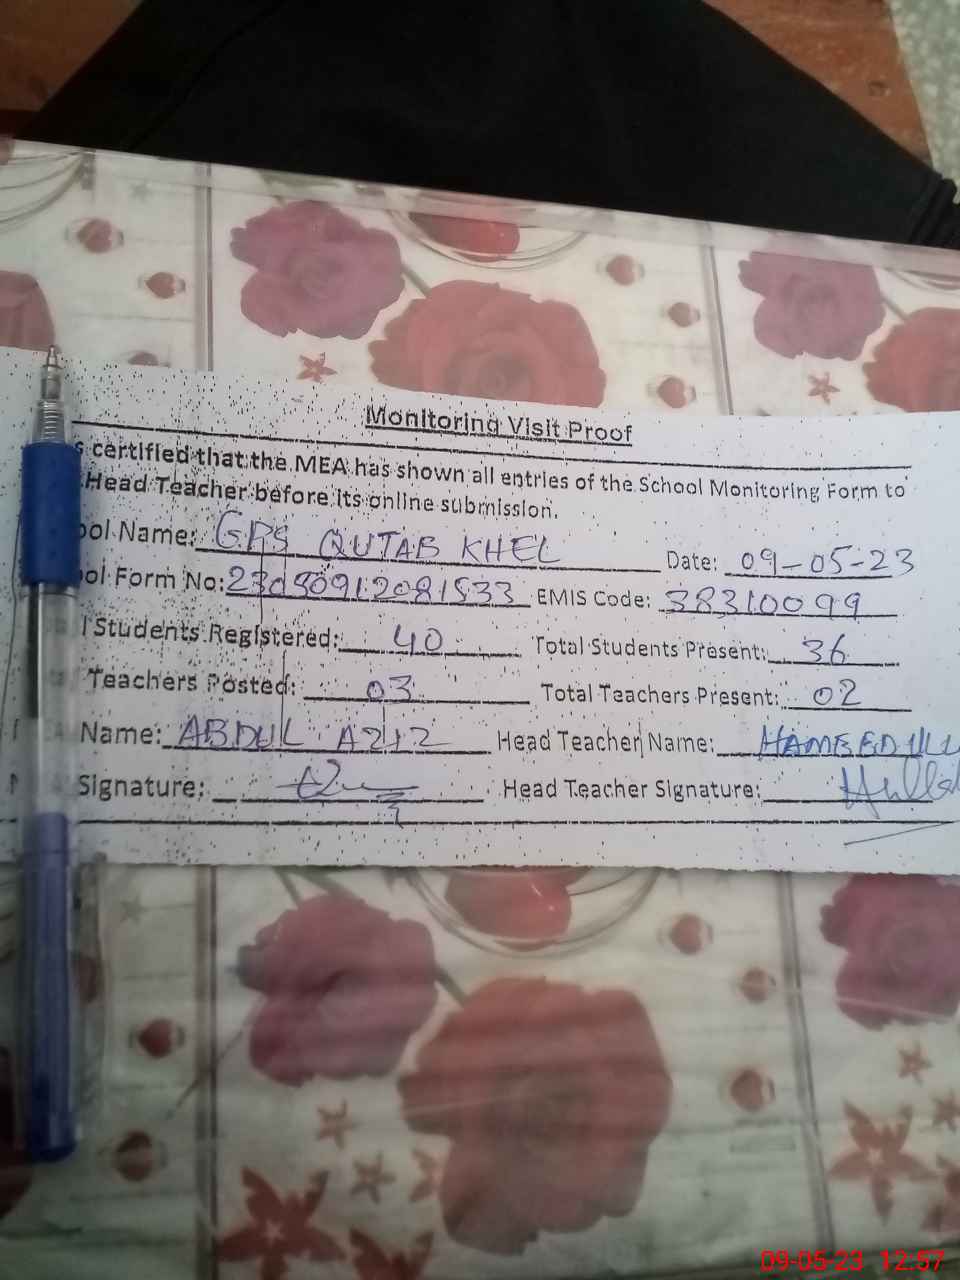 Monitoring Visit Proof
s certified that the MEA has shown all entries of the School Monitoring Form to
Head Teacher before its online submission.
ool Name: GPS QUTAB KHEL Date: 09-05-23
ool Form No: 23050912081533 EMIS Code: 38310099
l Students Registered: 40 Total Students Present: 36
Teachers Posted: 03 Total Teachers Present: 02
Name: ABDUL AZIZ Head Teacher Name: HAMEEDULL
Signature: Head Teacher Signature:
09-05-23 12:57